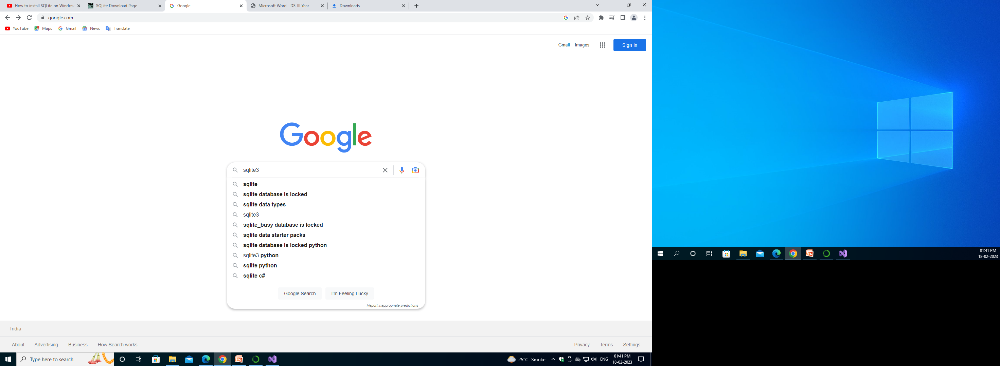 How to install SQLite on Window
SQLite Download Page
Google
Microsoft Word - DS-III Year
Downloads
google.com
YouTube
Maps
Gmail
News
Translate
Gmail
Images
Sign in
Google
sqlite3
sqlite
sqlite database is locked
sqlite data types
sqlite3
sqlite_busy database is locked
sqlite data starter packs
sqlite database is locked python
sqlite3 python
sqlite python
sqlite c#
Google Search
I'm Feeling Lucky
Report inappropriate predictions
India
About
Advertising
Business
How Search works
Privacy
Terms
Settings
Type here to search
25°C Smoke
ENG
01:41 PM
18-02-2023
01:41 PM
18-02-2023